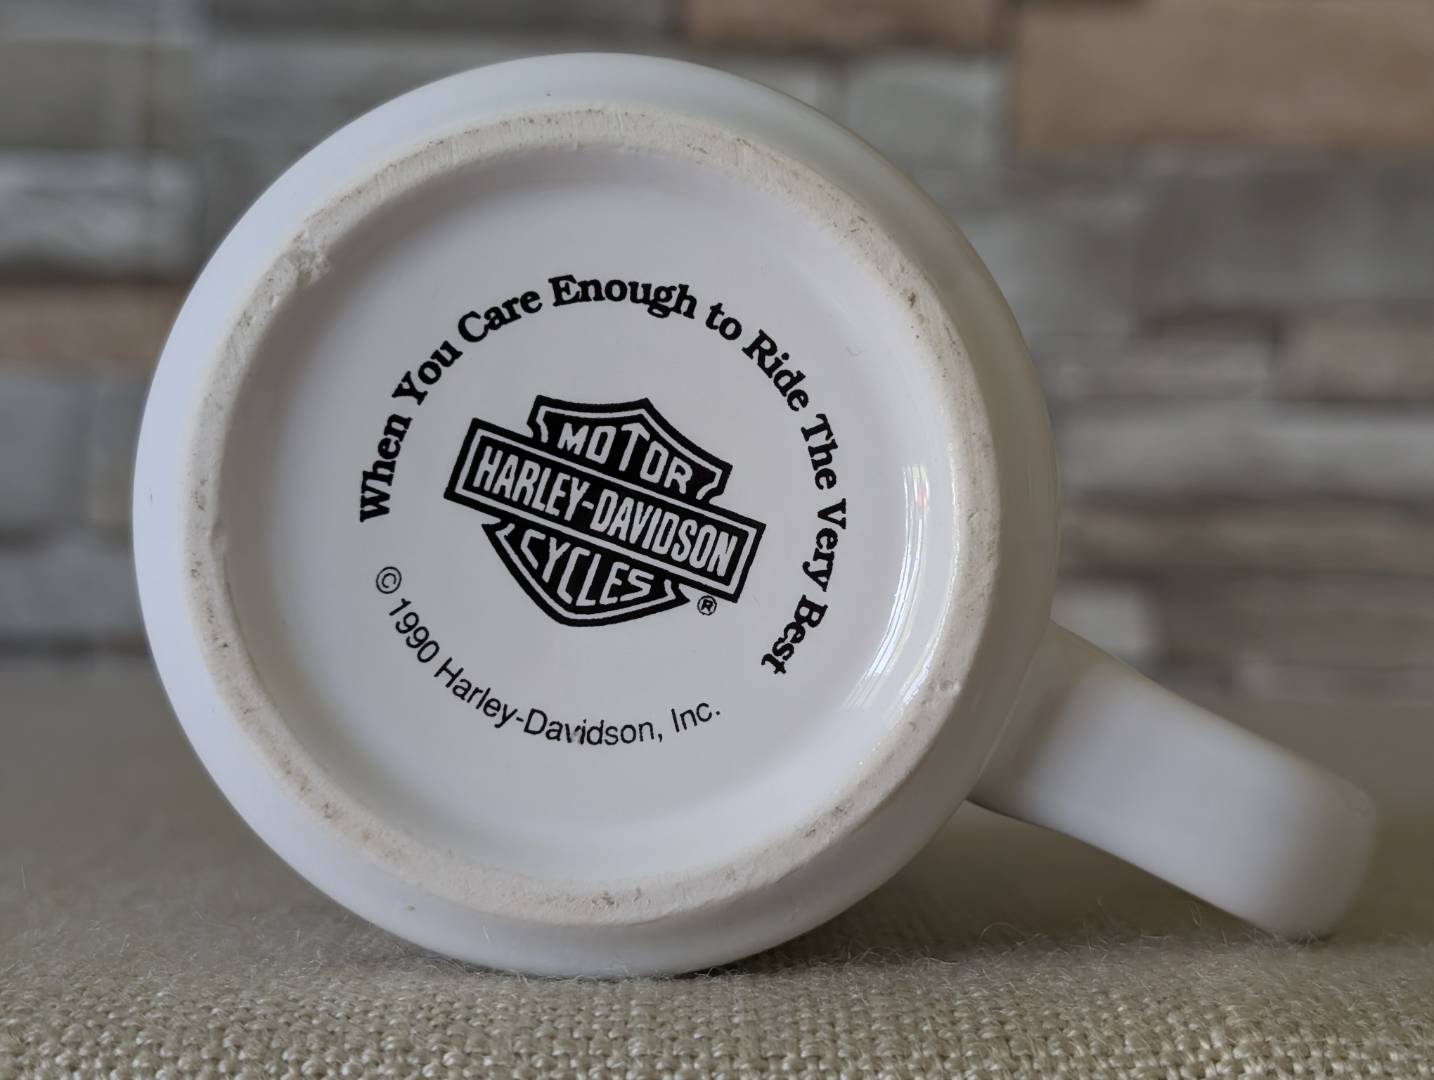 When You Care Enough to Ride The Very Best
MOTOR
HARLEY-DAVIDSON
CYCLES
®
© 1990 Harley-Davidson, Inc.